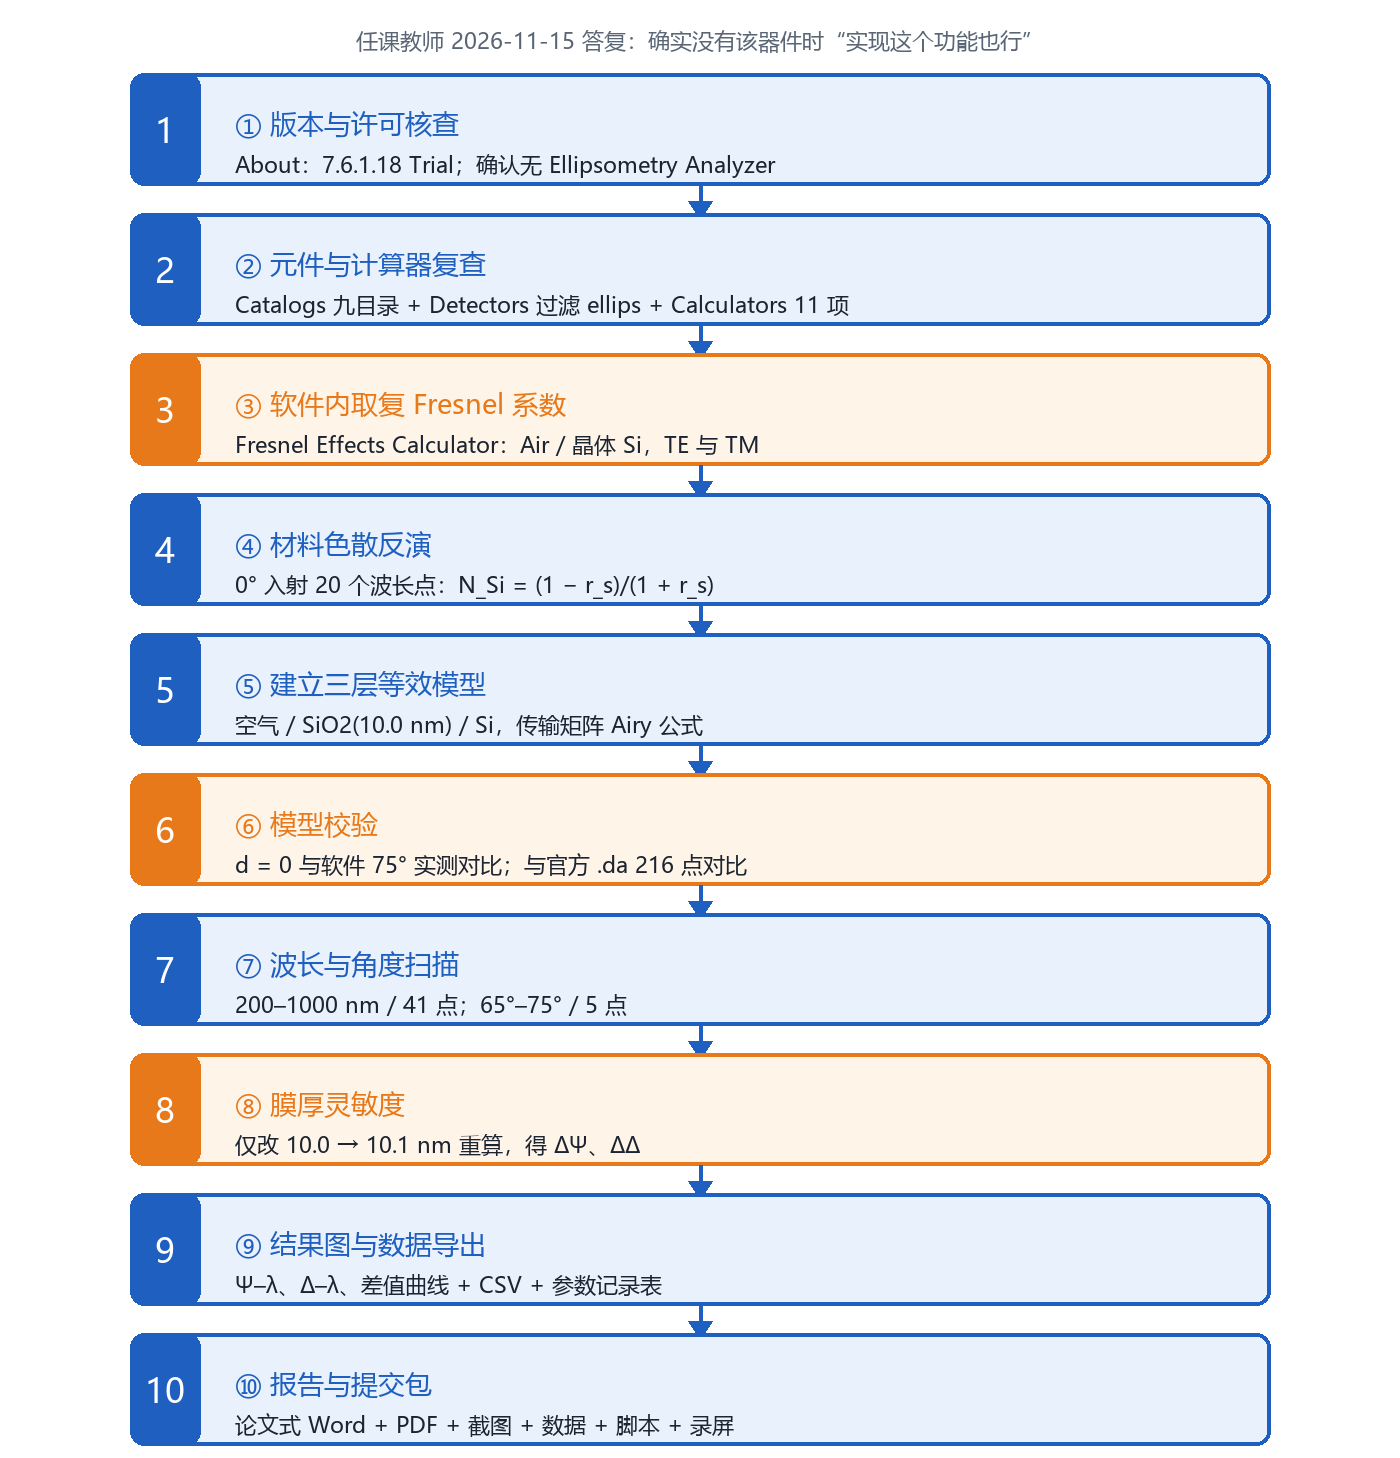 任课教师 2026-11-15 答复：确实没有该器件时“实现这个功能也行”
1
① 版本与许可核查
About：7.6.1.18 Trial；确认无 Ellipsometry Analyzer
2
② 元件与计算器复查
Catalogs 九目录 + Detectors 过滤 ellips + Calculators 11 项
3
③ 软件内取复 Fresnel 系数
Fresnel Effects Calculator：Air / 晶体 Si，TE 与 TM
4
④ 材料色散反演
0° 入射 20 个波长点：N_Si = (1 − r_s)/(1 + r_s)
5
⑤ 建立三层等效模型
空气 / SiO2(10.0 nm) / Si，传输矩阵 Airy 公式
6
⑥ 模型校验
d = 0 与软件 75° 实测对比；与官方 .da 216 点对比
7
⑦ 波长与角度扫描
200–1000 nm / 41 点；65°–75° / 5 点
8
⑧ 膜厚灵敏度
仅改 10.0 → 10.1 nm 重算，得 ΔΨ、ΔΔ
9
⑨ 结果图与数据导出
Ψ–λ、Δ–λ、差值曲线 + CSV + 参数记录表
10
⑩ 报告与提交包
论文式 Word + PDF + 截图 + 数据 + 脚本 + 录屏